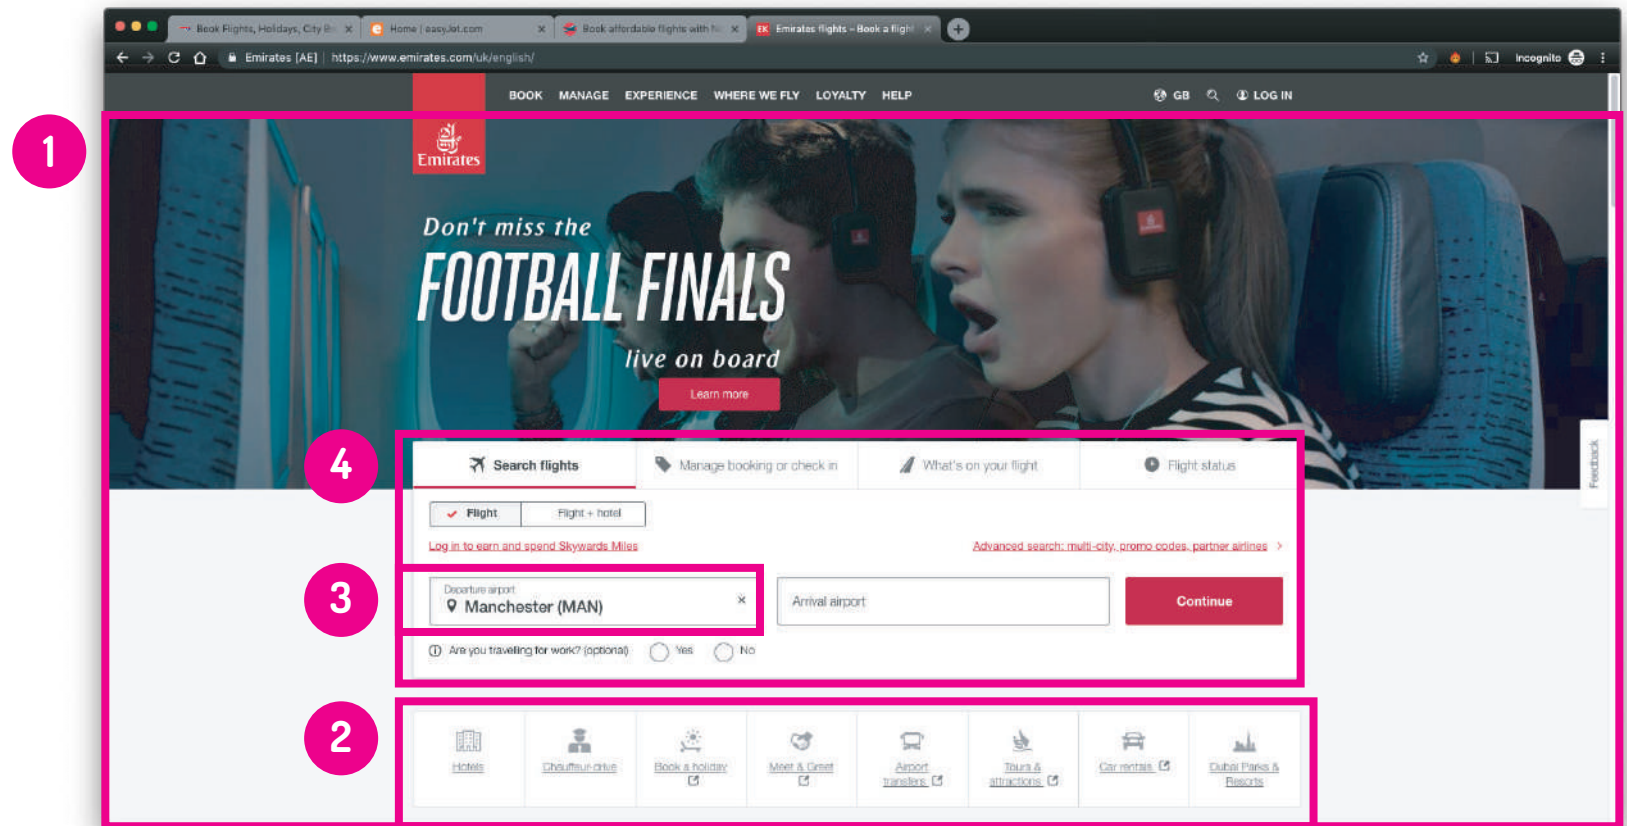 Book Flights, Holidays, City Br
Home | easyJet.com
Book affordable flights with No
EK Emirates flights – Book a flight
Emirates [AE] | https://www.emirates.com/uk/english/
Incognito
BOOK MANAGE EXPERIENCE WHERE WE FLY LOYALTY HELP
GB LOG IN
1
Emirates
Don't miss the
FOOTBALL FINALS
live on board
Learn more
Feedback
4
Search flights
Manage booking or check in
What's on your flight
Flight status
Flight
Flight + hotel
Log in to earn and spend Skywards Miles
Advanced search: multi-city, promo codes, partner airlines >
3
Departure airport
Manchester (MAN) ×
Arrival airport
Continue
Are you travelling for work? (optional) Yes No
2
Hotels
Chauffeur-drive
Book a holiday
Meet & Greet
Airport
transfers
Tours &
attractions
Car rentals
Dubai Parks &
Resorts